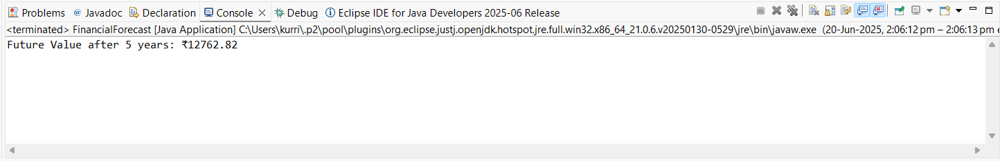 Problems @ Javadoc Declaration Console Debug Eclipse IDE for Java Developers 2025-06 Release
<terminated> FinancialForecast [Java Application] C:\Users\kurri\.p2\pool\plugins\org.eclipse.justj.openjdk.hotspot.jre.full.win32.x86_64_21.0.6.v20250130-0529\jre\bin\javaw.exe (20-Jun-2025, 2:06:12 pm – 2:06:13 pm e
Future Value after 5 years: ₹12762.82